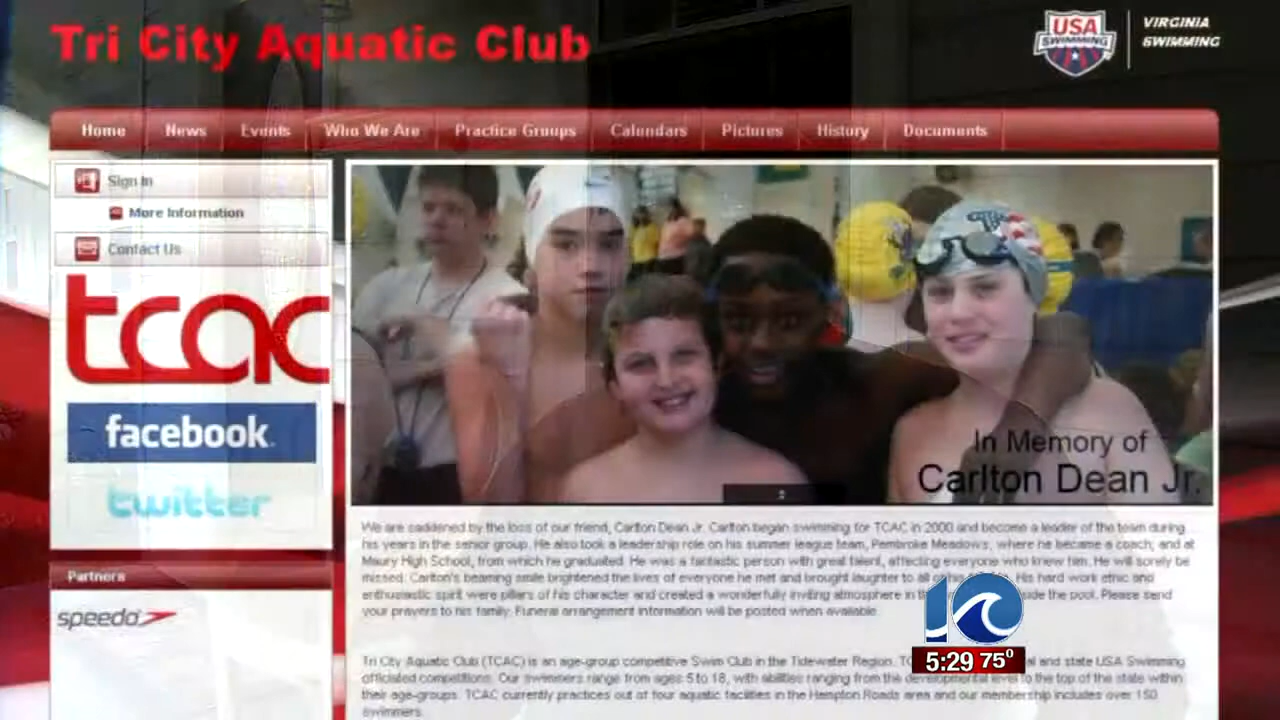 Tri City Aquatic Club
USA
SWIMMING
VIRGINIA
SWIMMING
Home News Events Who We Are Practice Groups Calendars Pictures History Documents
Sign In
More Information
Contact Us
tcac
facebook
twitter
Partners
speedo
In Memory of
Carlton Dean Jr.
We are saddened by the loss of our friend, Carlton Dean Jr. Carlton began swimming for TCAC in 2000 and become a leader of the team during
his years in the senior group. He also took a leadership role on his summer league team, Pembroke Meadows, where he became a coach; and at
Maury High School, from which he graduated. He was a fantastic person with great talent, affecting everyone who knew him. He will sorely be
missed. Carlton's beaming smile brightened the lives of everyone he met and brought laughter to all His hard work ethic and
enthusiastic spirit were pillars of his character and created a wonderfully inviting atmosphere in the pool. Please send
your prayers to his family. Funeral arrangement information will be posted when available.
Tri City Aquatic Club (TCAC) is an age-group competitive Swim Club in the Tidewater Region. and state USA Swimming
officiated competitions. Our swimmers range from ages 5 to 18, with abilities ranging from the developmental level to the top of the state within
their age-groups. TCAC currently practices out of four aquatic facilities in the Hampton Roads area and our membership includes over 150
swimmers.
10
5:29 75°